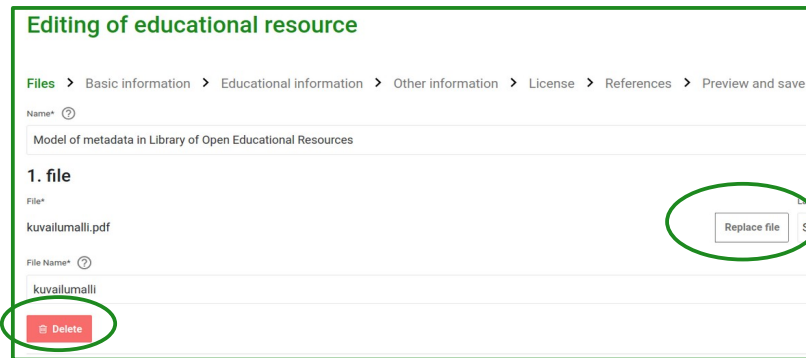 Editing of educational resource
Files > Basic information > Educational information > Other information > License > References > Preview and save
Name* ?
Model of metadata in Library of Open Educational Resources
1. file
File*
kuvailumalli.pdf
Replace file
File Name* ?
kuvailumalli
Delete